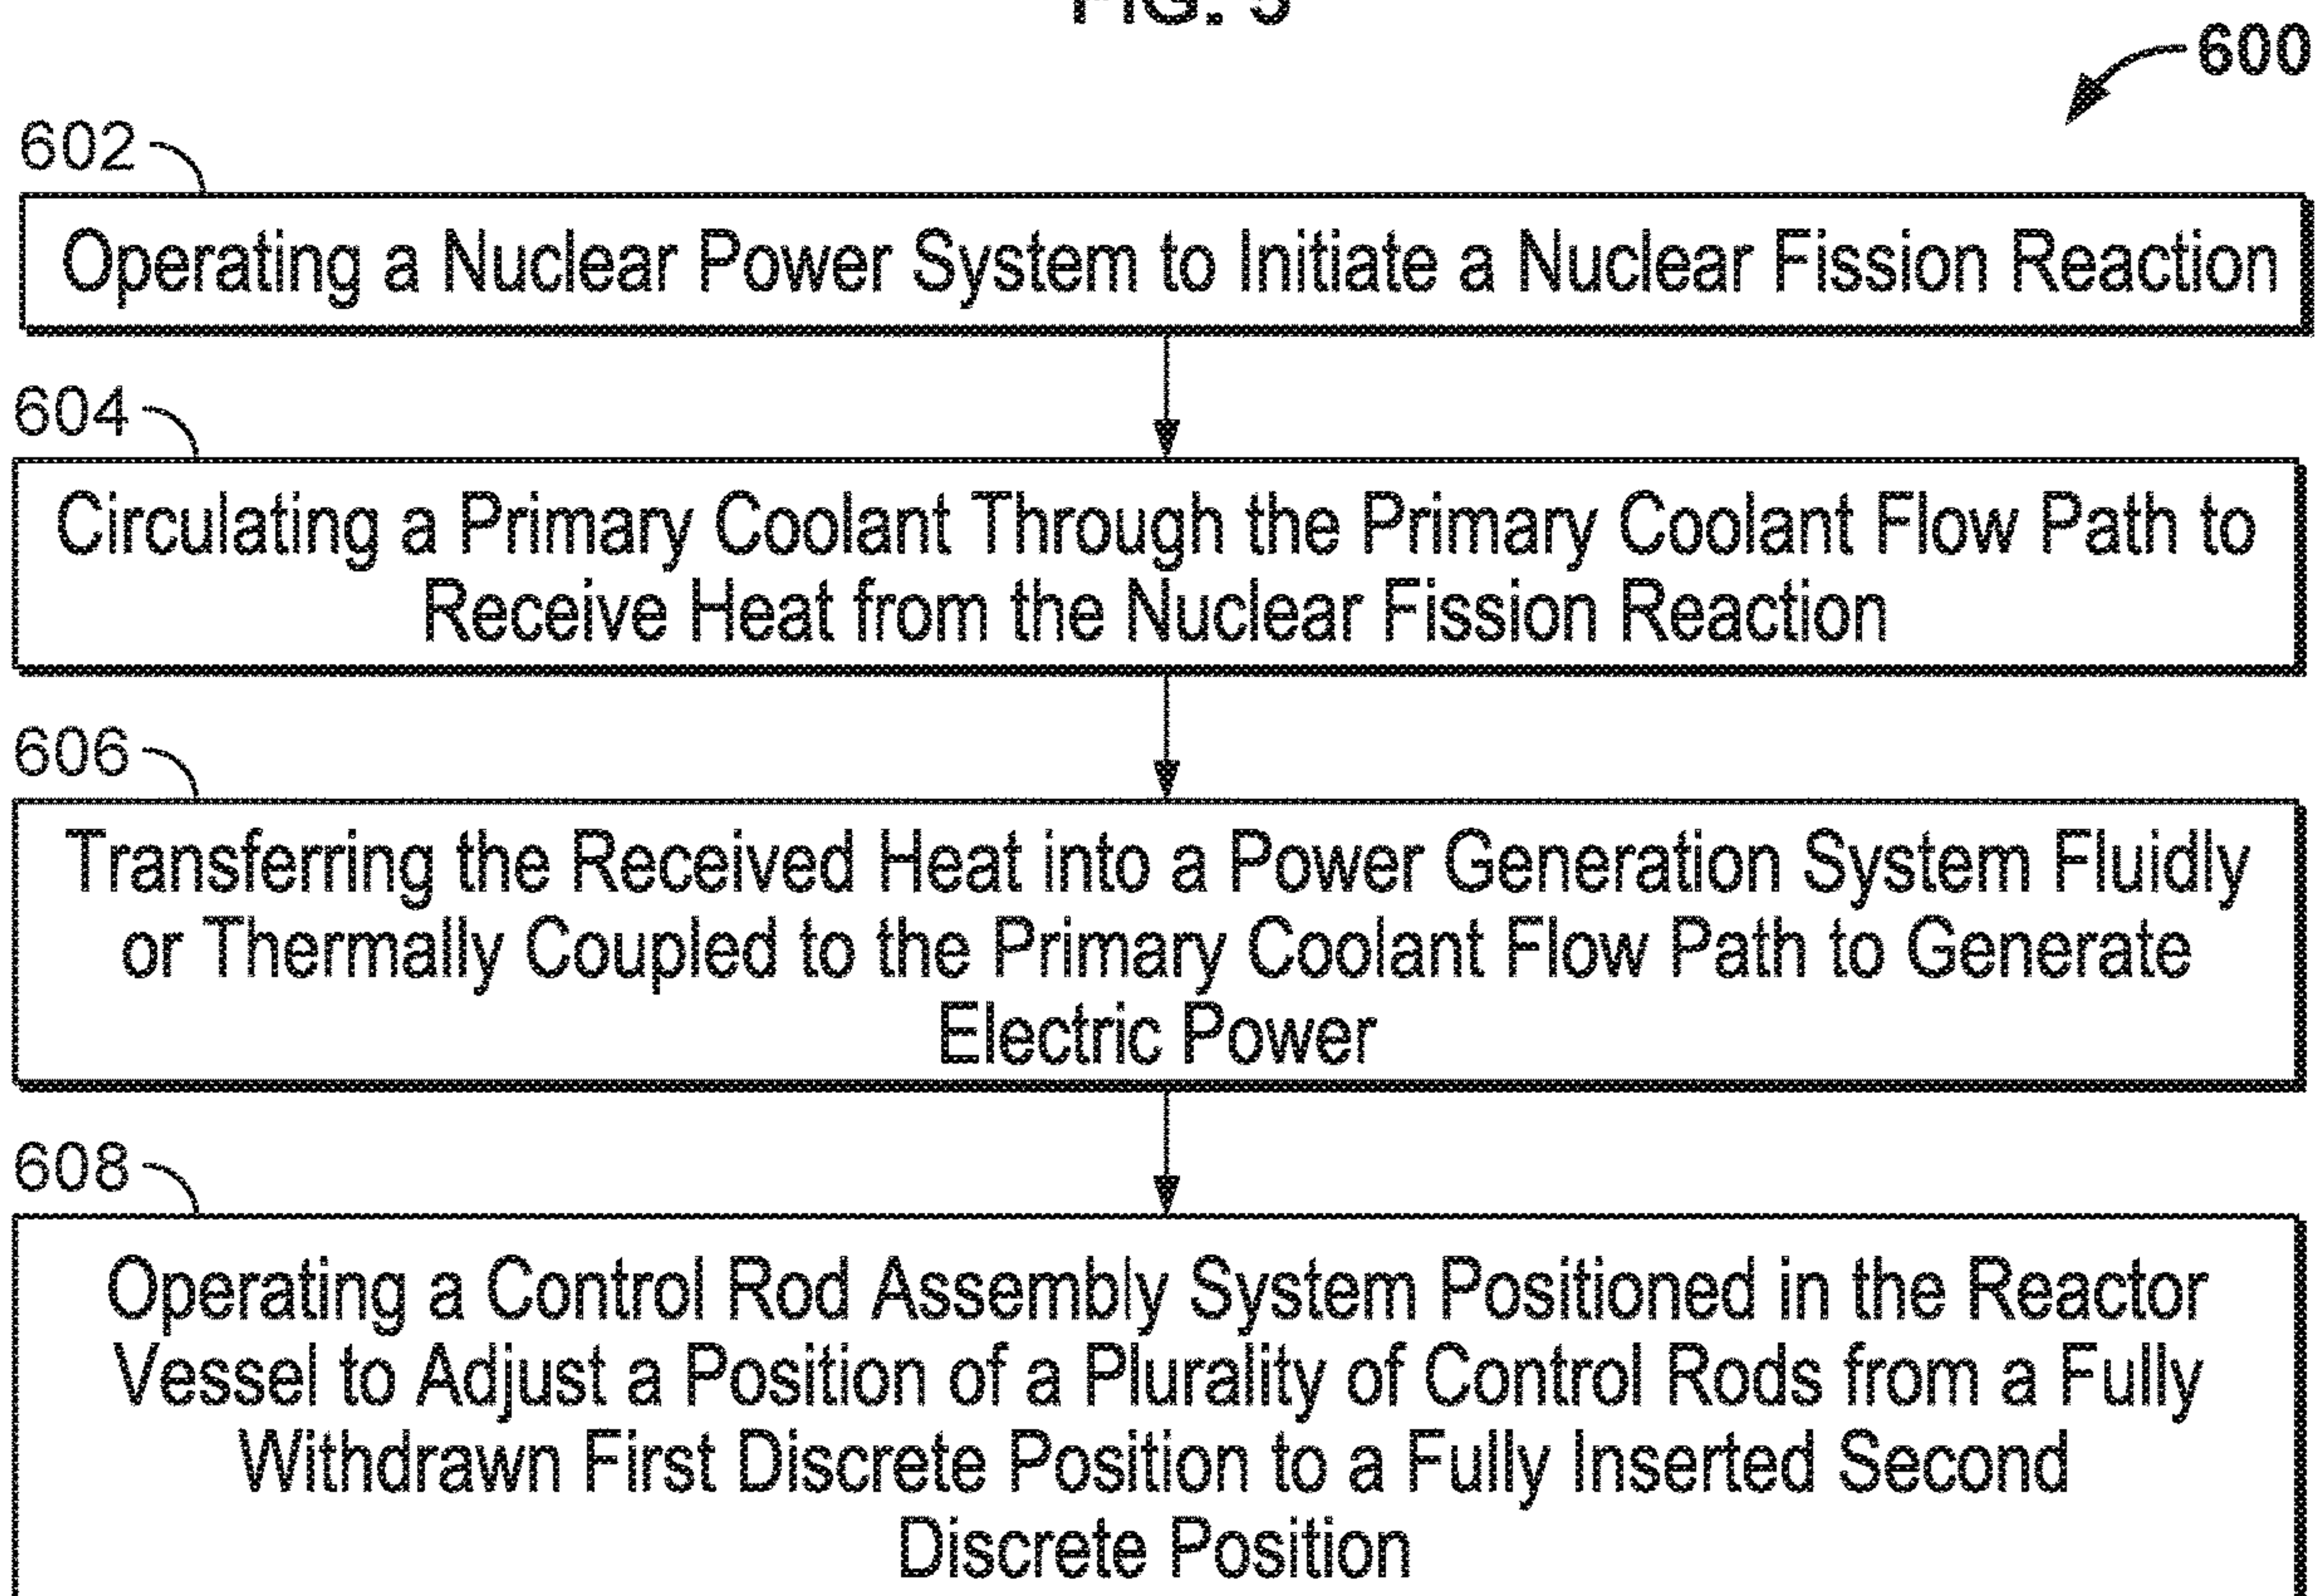 FIG. 5
600
602
Operating a Nuclear Power System to Initiate a Nuclear Fission Reaction
604
Circulating a Primary Coolant Through the Primary Coolant Flow Path to
Receive Heat from the Nuclear Fission Reaction
606
Transferring the Received Heat into a Power Generation System Fluidly
or Thermally Coupled to the Primary Coolant Flow Path to Generate
Electric Power
608
Operating a Control Rod Assembly System Positioned in the Reactor
Vessel to Adjust a Position of a Plurality of Control Rods from a Fully
Withdrawn First Discrete Position to a Fully Inserted Second
Discrete Position